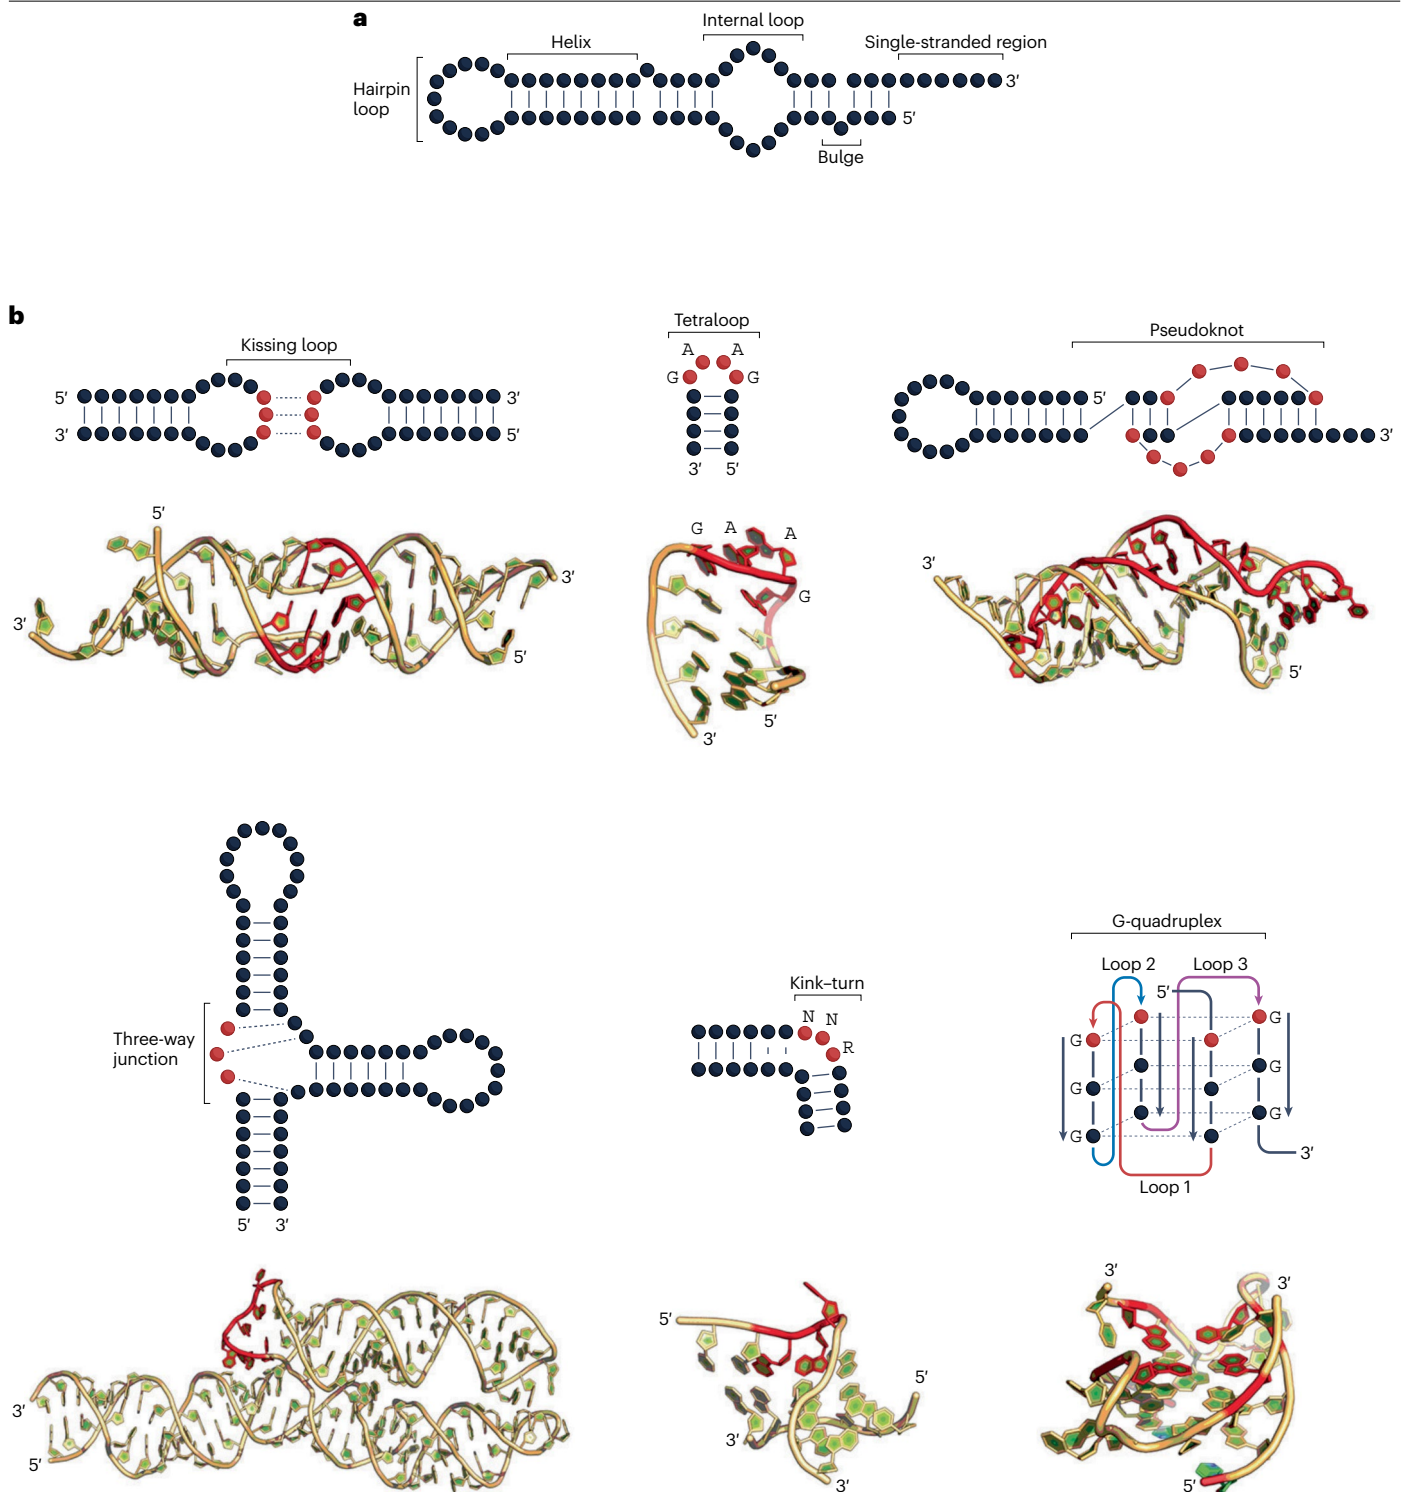 a
Internal loop
Helix
Single-stranded region
Hairpin
loop
3′
5′
Bulge
b
Kissing loop
5′
3′
3′
5′
Tetraloop
A
A
G
G
3′
5′
Pseudoknot
5′
3′
5′
3′
3′
5′
G
A
A
G
5′
3′
3′
5′
Three-way
junction
5′
3′
Kink–turn
N
N
R
G-quadruplex
Loop 2
Loop 3
5′
G
G
G
G
G
G
3′
Loop 1
3′
5′
5′
5′
3′
3′
3′
3′
5′